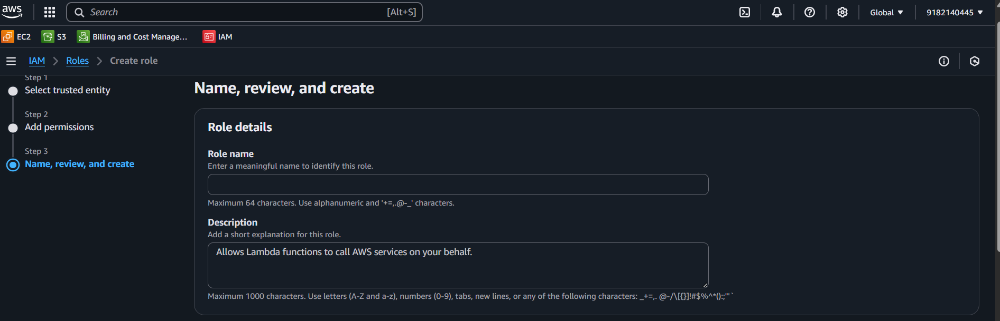 aws
Search [Alt+S] Global 9182140445
EC2 S3 Billing and Cost Manage... IAM
IAM Roles Create role
Step 1
Select trusted entity
Step 2
Add permissions
Step 3
Name, review, and create
Name, review, and create
Role details
Role name
Enter a meaningful name to identify this role.
Maximum 64 characters. Use alphanumeric and '+=,.@-_' characters.
Description
Add a short explanation for this role.
Allows Lambda functions to call AWS services on your behalf.
Maximum 1000 characters. Use letters (A-Z and a-z), numbers (0-9), tabs, new lines, or any of the following characters: _+=,. @-/\[{}]!#$%^*();:"'`